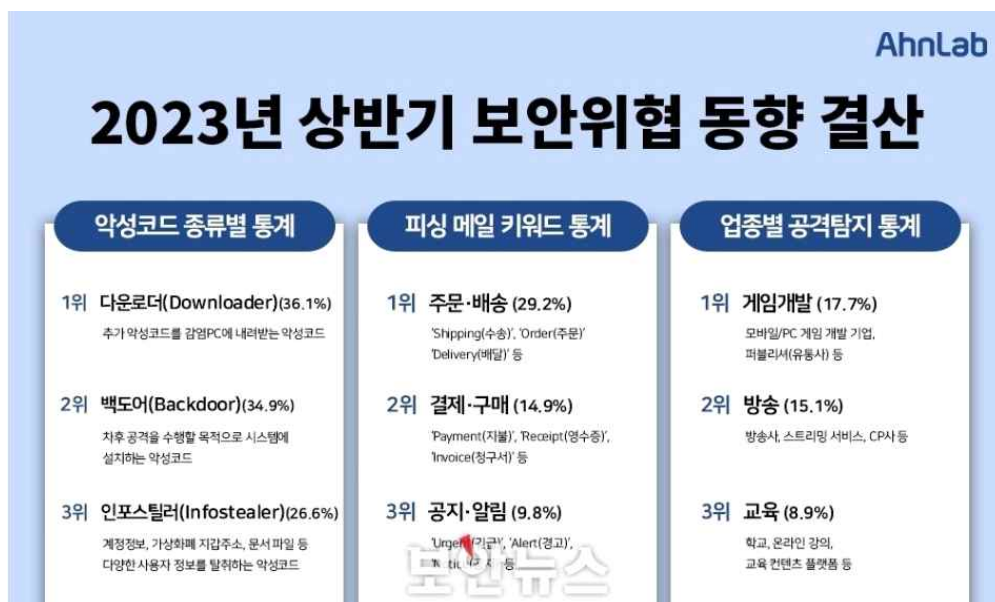 AhnLab
2023년 상반기 보안위협 동향 결산
악성코드 종류별 통계
1위 다운로더(Downloader)(36.1%)
추가 악성코드를 감염PC에 내려받는 악성코드
2위 백도어(Backdoor)(34.9%)
차후 공격을 수행할 목적으로 시스템에
설치하는 악성코드
3위 인포스틸러(Infostealer)(26.6%)
계정정보, 가상화폐 지갑주소, 문서 파일 등
다양한 사용자 정보를 탈취하는 악성코드
피싱 메일 키워드 통계
1위 주문·배송 (29.2%)
'Shipping(수송)', 'Order(주문)'
'Delivery(배달)' 등
2위 결제·구매 (14.9%)
'Payment(지불)', 'Receipt(영수증)',
'Invoice(청구서)' 등
3위 공지·알림 (9.8%)
'Urgent(긴급)', 'Alert(경고)',
등
보안뉴스
업종별 공격탐지 통계
1위 게임개발 (17.7%)
모바일/PC 게임 개발 기업,
퍼블리셔(유통사) 등
2위 방송 (15.1%)
방송사, 스트리밍 서비스, CP사 등
3위 교육 (8.9%)
학교, 온라인 강의,
교육 컨텐츠 플랫폼 등